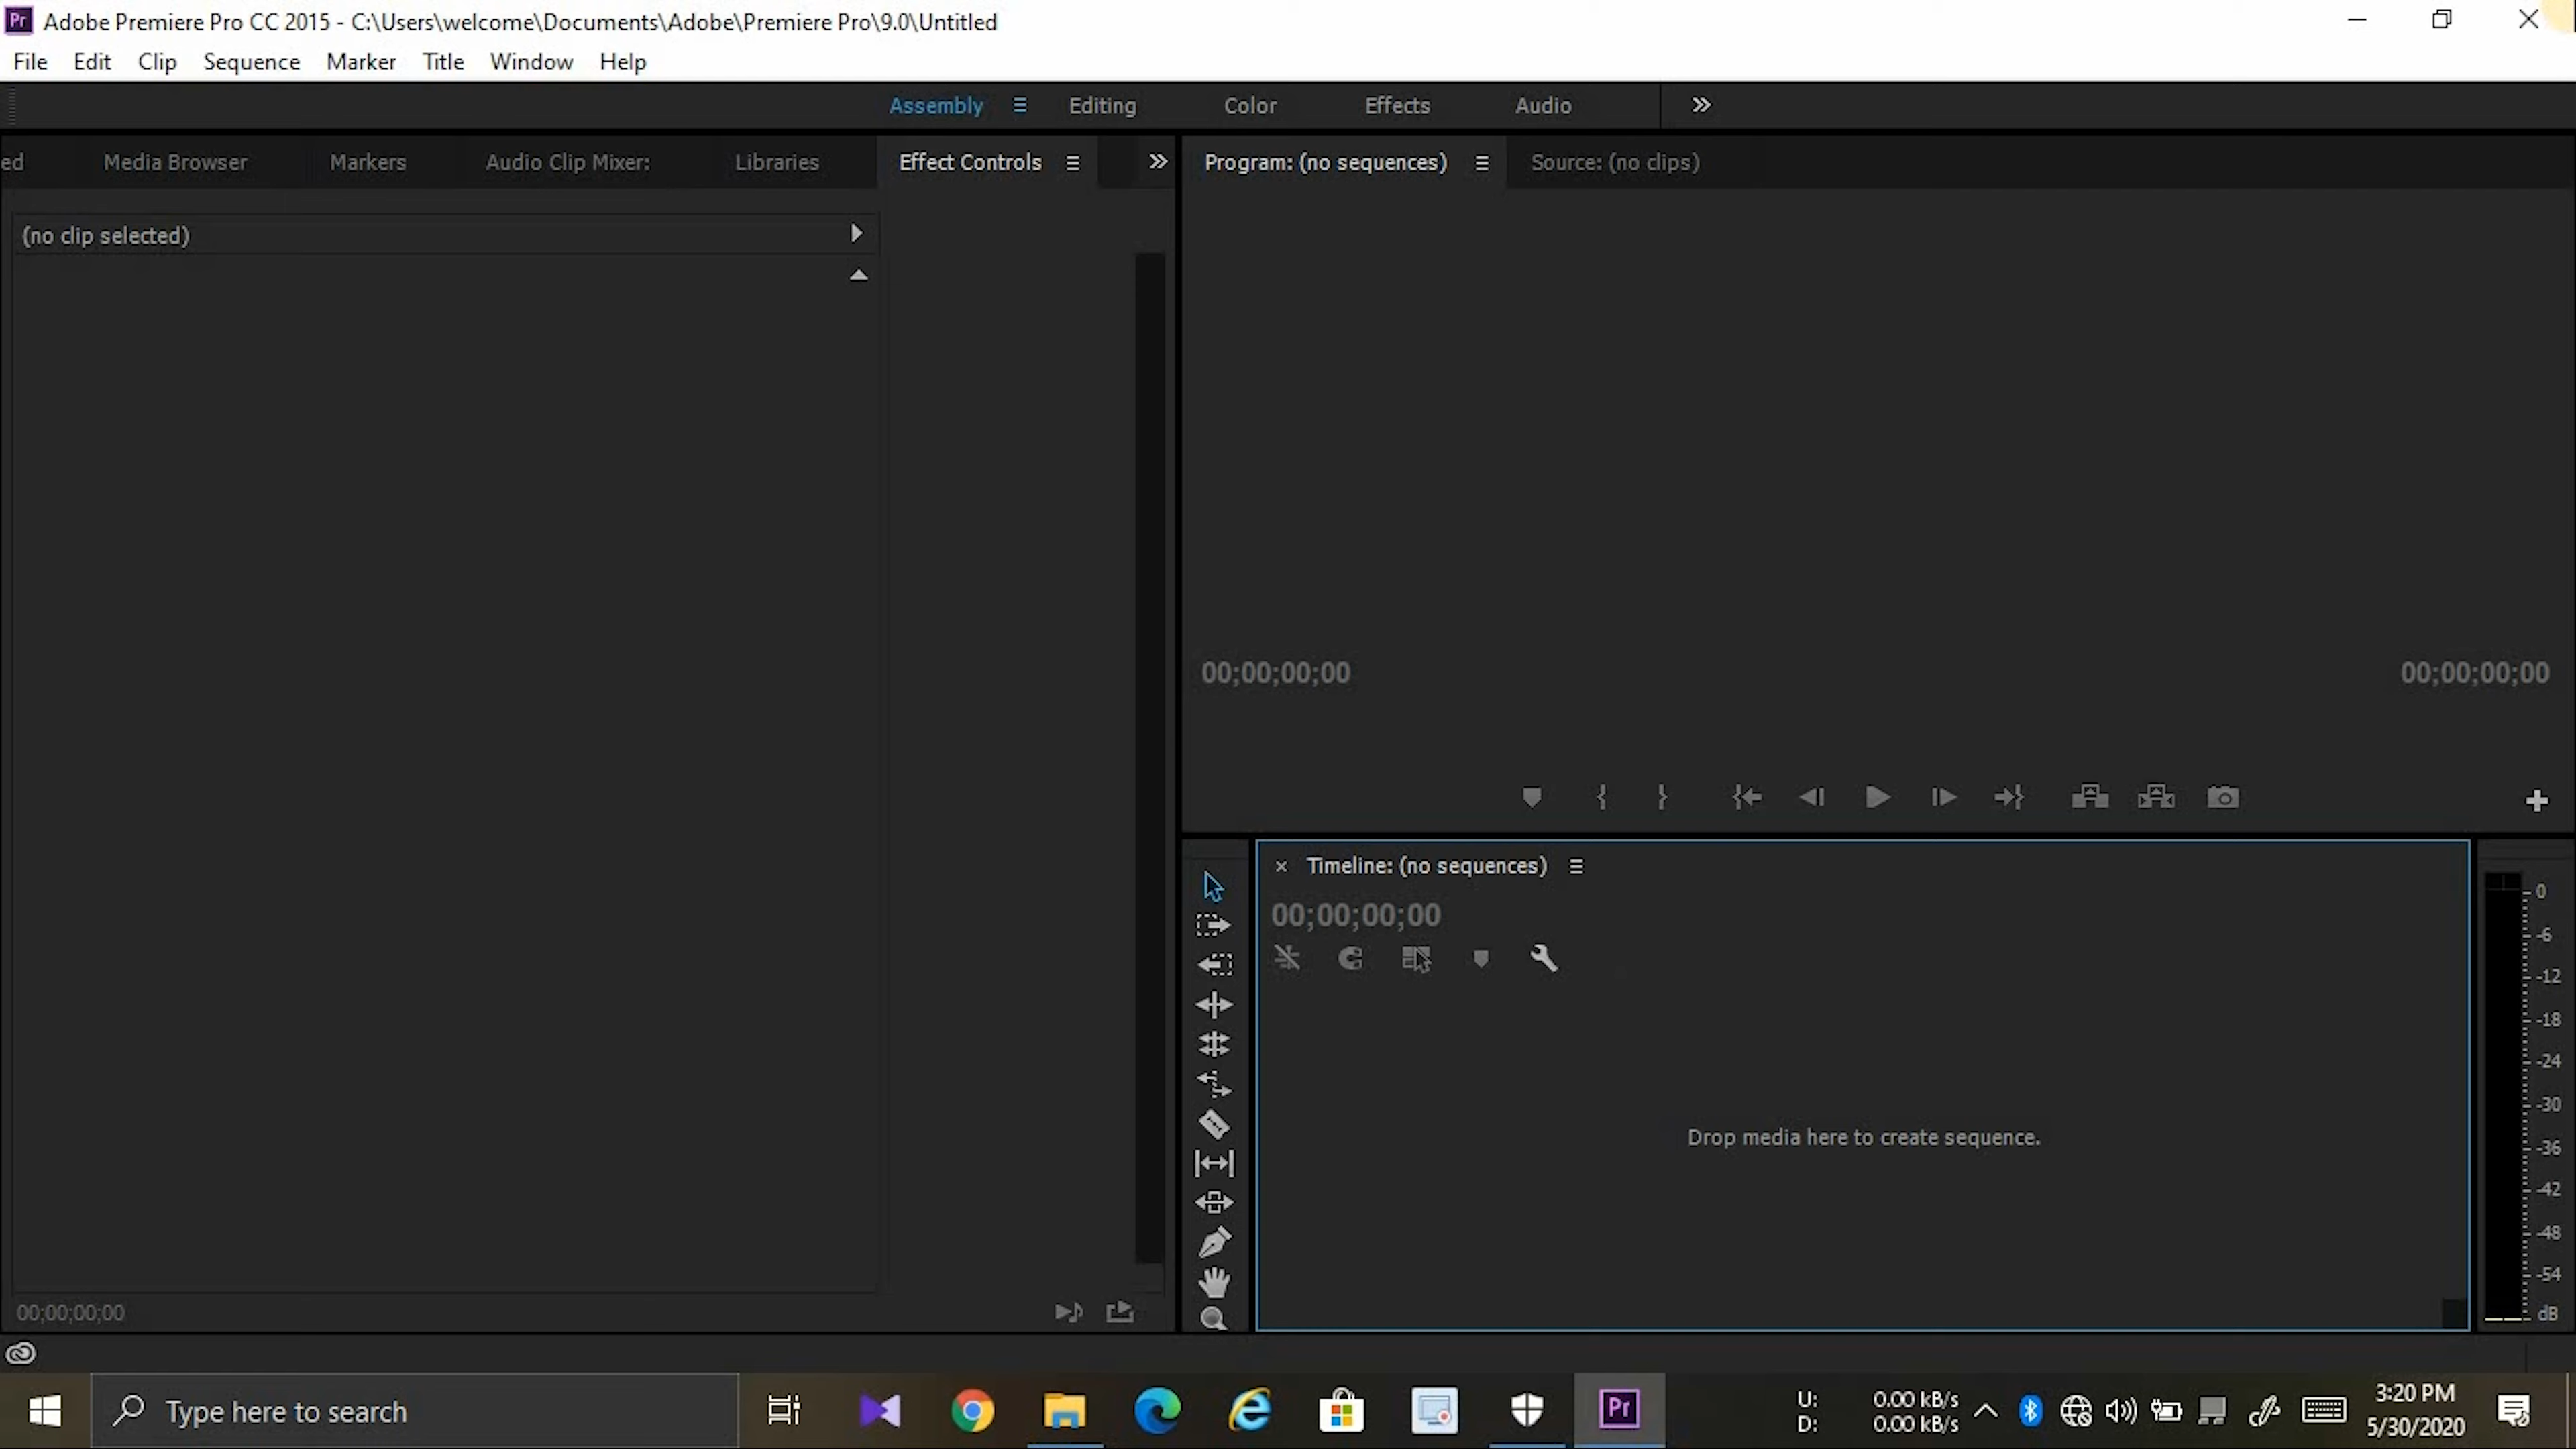 Pr Adobe Premiere Pro CC 2015 - C:\Users\welcome\Documents\Adobe\Premiere Pro\9.0\Untitled
File Edit Clip Sequence Marker Title Window Help
Assembly Editing Color Effects Audio
ed Media Browser Markers Audio Clip Mixer: Libraries Effect Controls
Program: (no sequences) Source: (no clips)
(no clip selected)
00;00;00;00 00;00;00;00
Timeline: (no sequences)
00;00;00;00
Drop media here to create sequence.
0
-6
-12
-18
-24
-30
-36
-42
-48
-54
dB
00;00;00;00
Type here to search
Pr
U: 0.00 kB/s
D: 0.00 kB/s
3:20 PM
5/30/2020